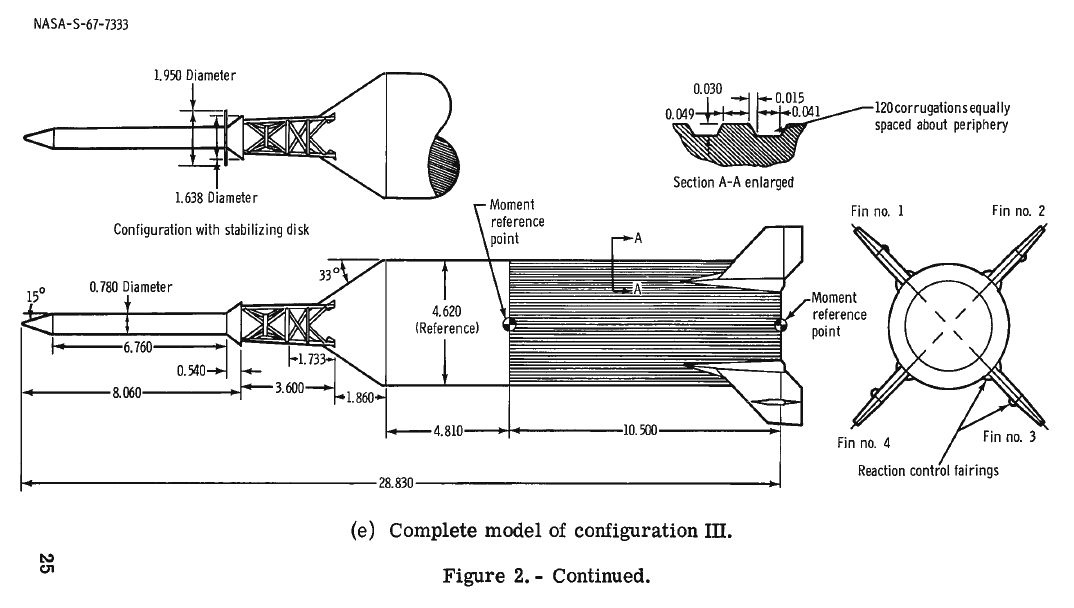 NASA-S-67-7333
1.950 Diameter
1.638 Diameter
Configuration with stabilizing disk
0.030
0.015
0.049
0.041
120 corrugations equally
spaced about periphery
Section A-A enlarged
Moment
reference
point
A
A
33°
15°
0.780 Diameter
4.620
(Reference)
Moment
reference
point
6.760
1.733
0.540
8.060
3.600
1.860
4.810
10.500
28.830
Fin no. 1
Fin no. 2
Fin no. 4
Fin no. 3
Reaction control fairings
(e) Complete model of configuration III.
Figure 2. - Continued.
25